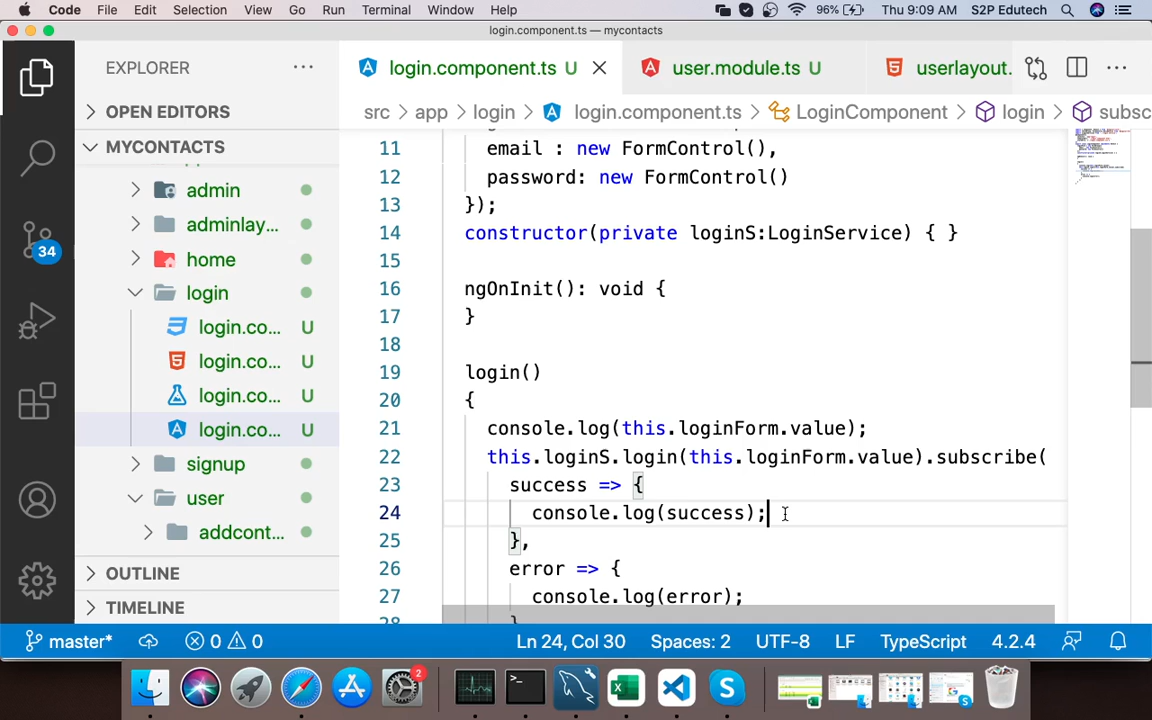 Code File Edit Selection View Go Run Terminal Window Help 96% Thu 9:09 AM S2P Edutech
login.component.ts — mycontacts
EXPLORER
login.component.ts U
user.module.ts U
userlayout.
OPEN EDITORS
src > app > login > login.component.ts > LoginComponent > login > subsc
MYCONTACTS
admin
adminlay...
home
login
login.co... U
login.co... U
login.co... U
login.co... U
signup
user
addcont...
OUTLINE
TIMELINE
34
11 email : new FormControl(),
12 password: new FormControl()
13 });
14 constructor(private loginS:LoginService) { }
15
16 ngOnInit(): void {
17 }
18
19 login()
20 {
21 console.log(this.loginForm.value);
22 this.loginS.login(this.loginForm.value).subscribe(
23 success => {
24 console.log(success);
25 },
26 error => {
27 console.log(error);
master* 0 0 Ln 24, Col 30 Spaces: 2 UTF-8 LF TypeScript 4.2.4
2